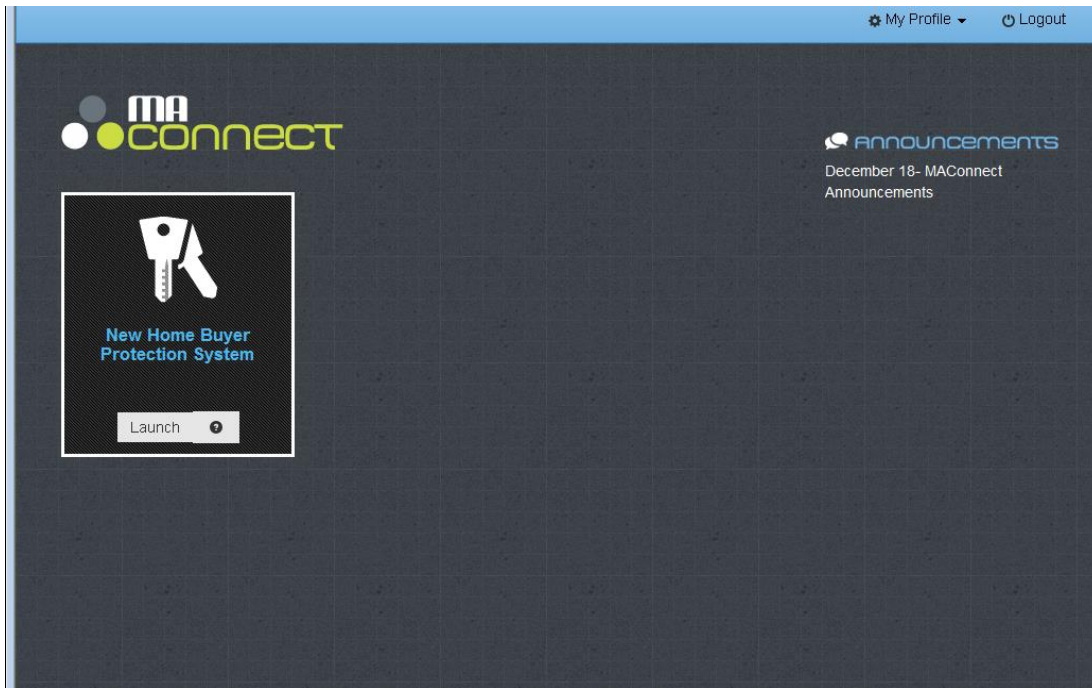 My Profile
Logout
MA
connect
announcements
December 18- MAConnect
Announcements
New Home Buyer
Protection System
Launch
?